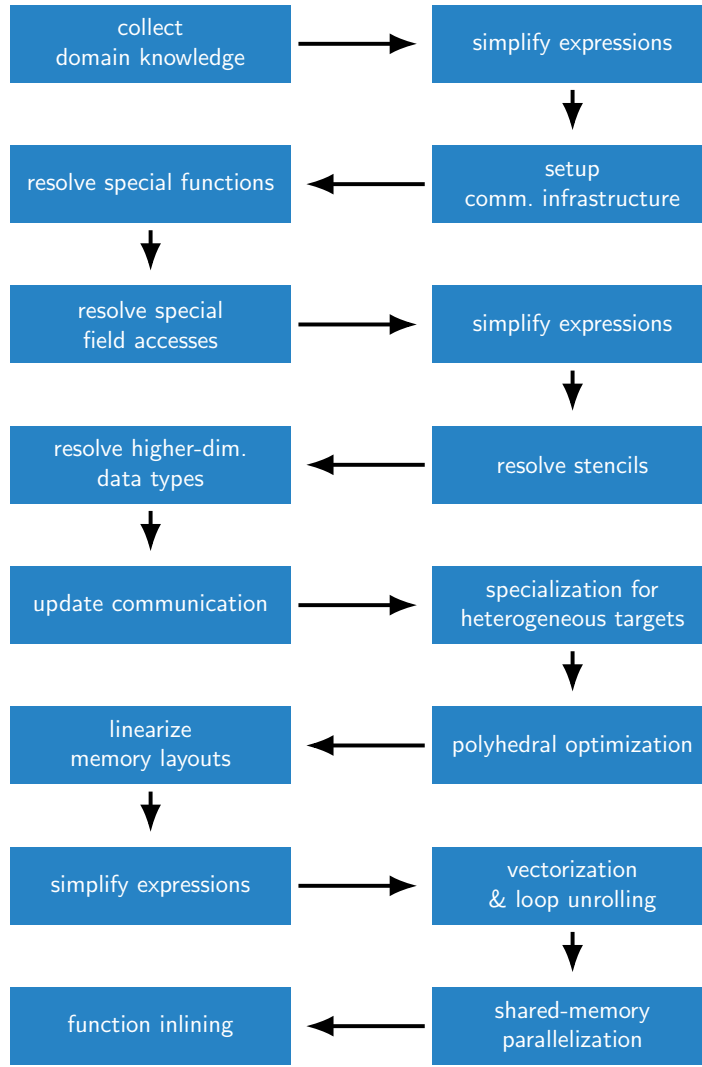 collect
domain knowledge
simplify expressions
setup
comm. infrastructure
resolve special functions
resolve special
field accesses
simplify expressions
resolve stencils
resolve higher-dim.
data types
update communication
specialization for
heterogeneous targets
polyhedral optimization
linearize
memory layouts
simplify expressions
vectorization
& loop unrolling
shared-memory
parallelization
function inlining